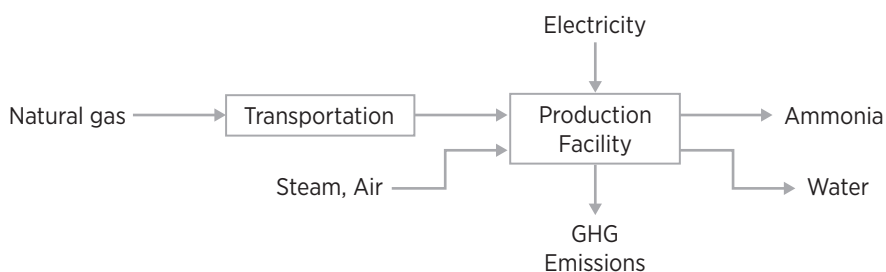 Electricity
Natural gas
Transportation
Production
Facility
Ammonia
Steam, Air
Water
GHG
Emissions